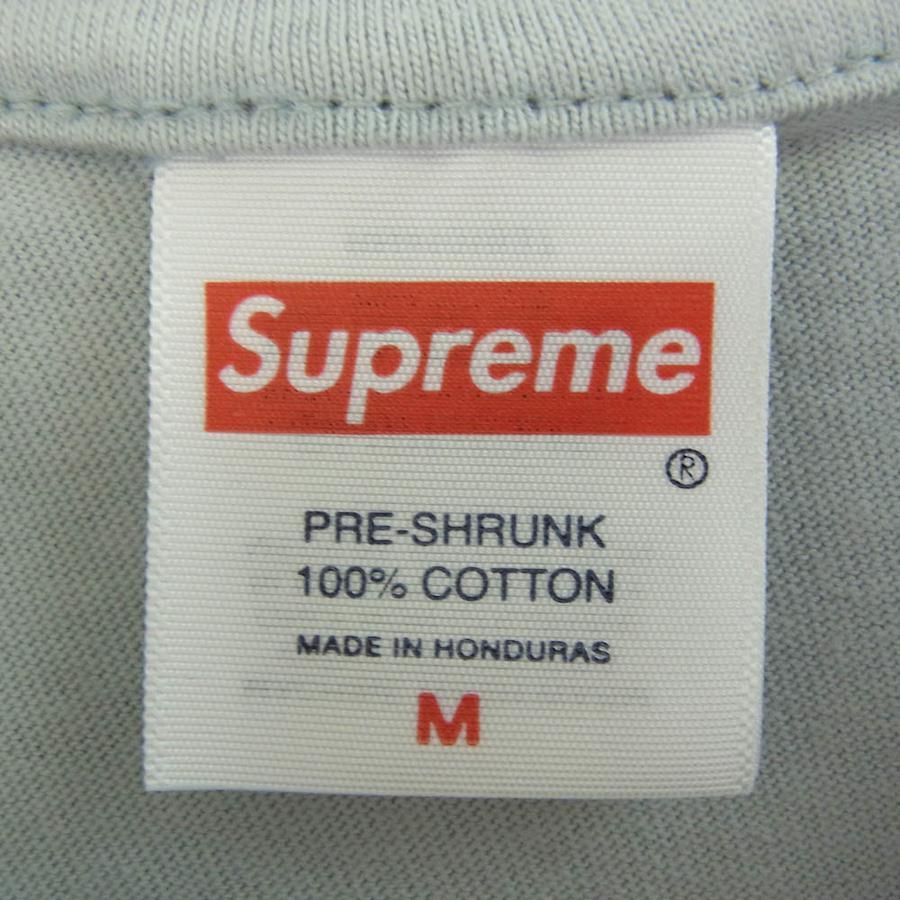 Supreme
®
PRE-SHRUNK
100% COTTON
MADE IN HONDURAS
M